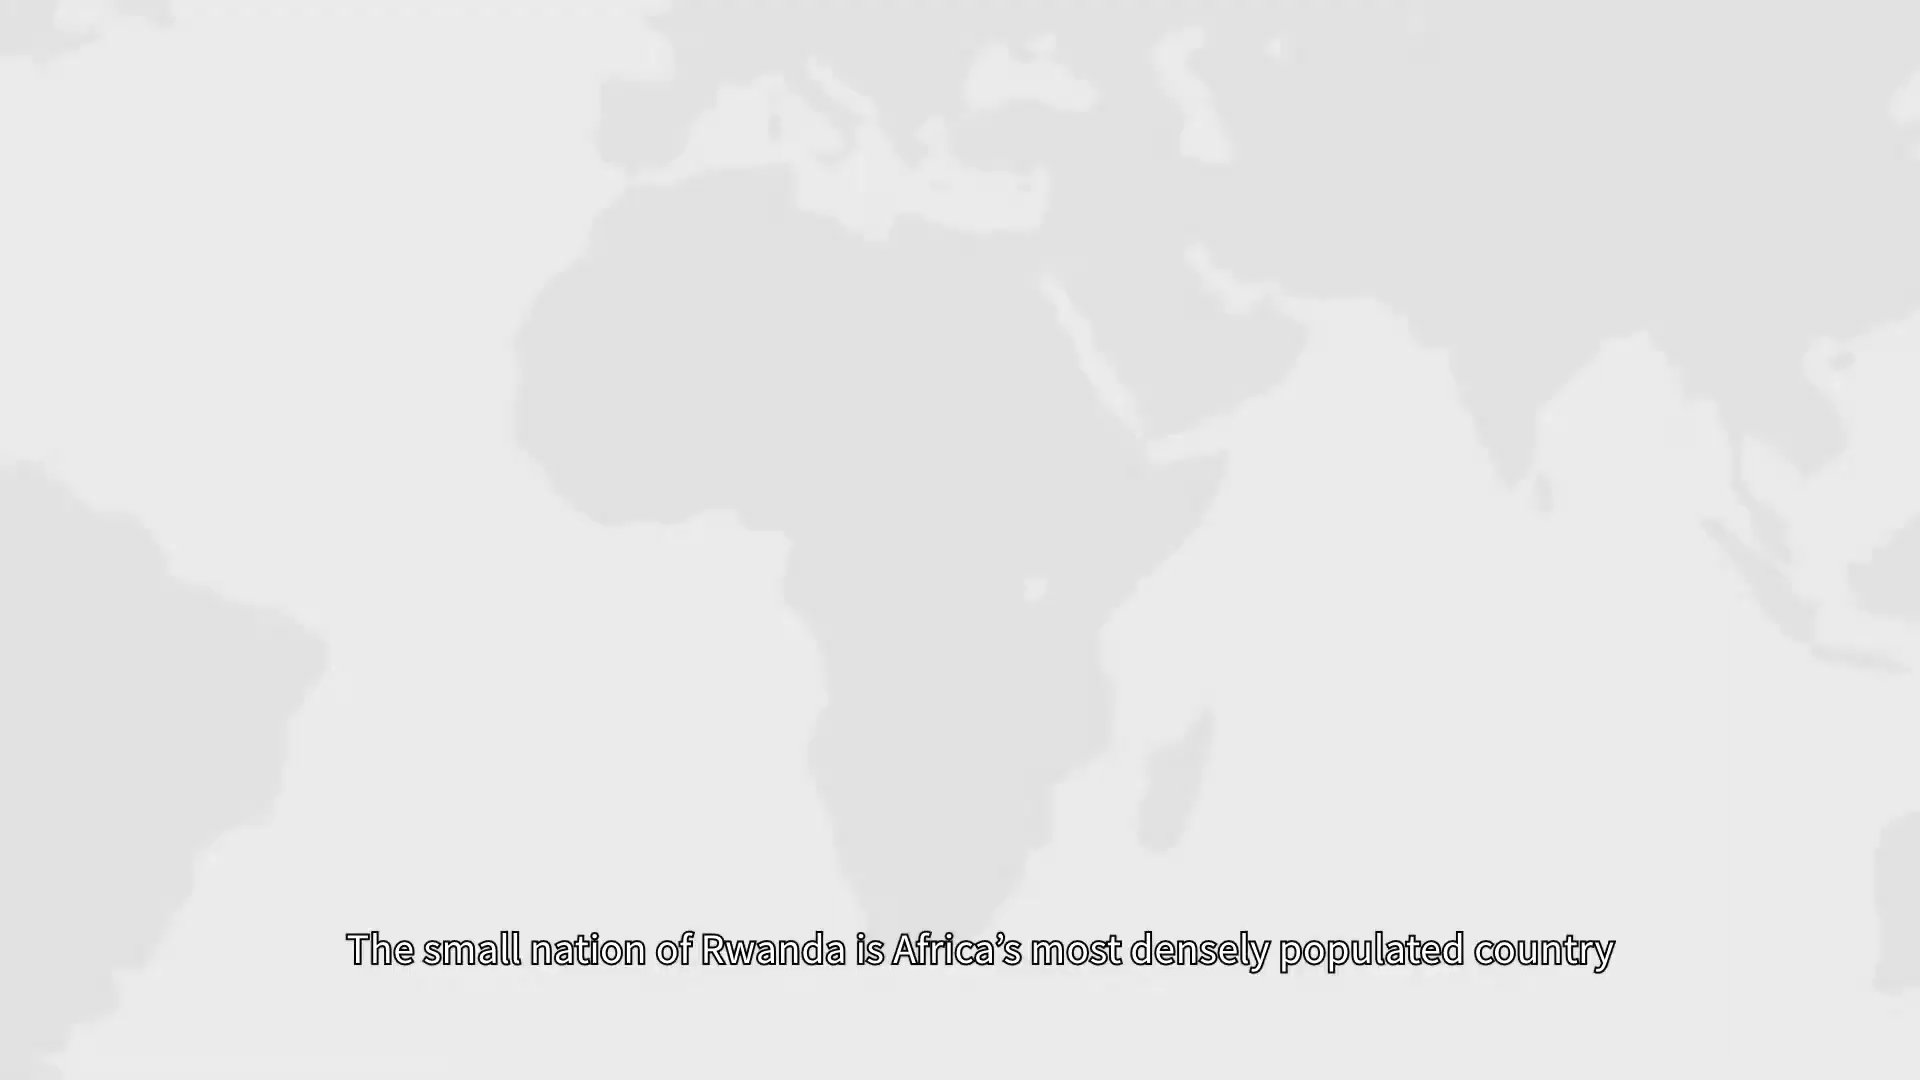 The small nation of Rwanda is Africa’s most densely populated country